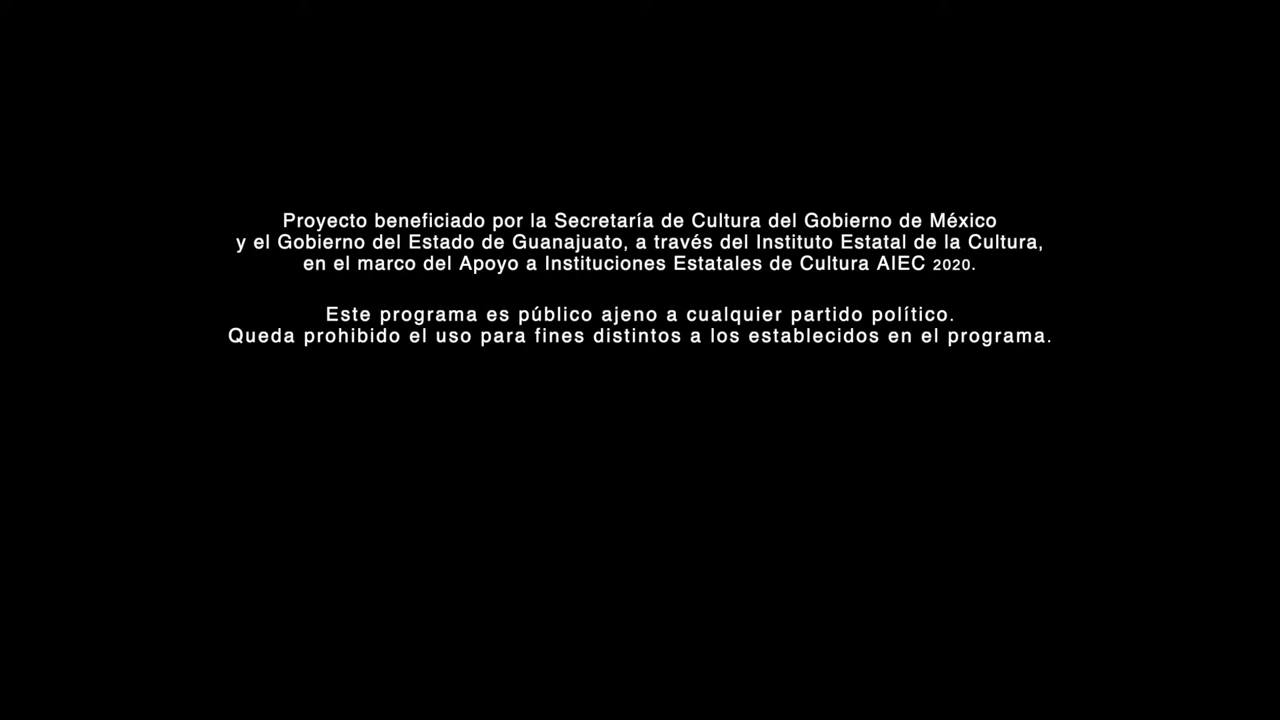 Proyecto beneficiado por la Secretaría de Cultura del Gobierno de México
y el Gobierno del Estado de Guanajuato, a través del Instituto Estatal de la Cultura,
en el marco del Apoyo a Instituciones Estatales de Cultura AIEC 2020.
Este programa es público ajeno a cualquier partido político.
Queda prohibido el uso para fines distintos a los establecidos en el programa.